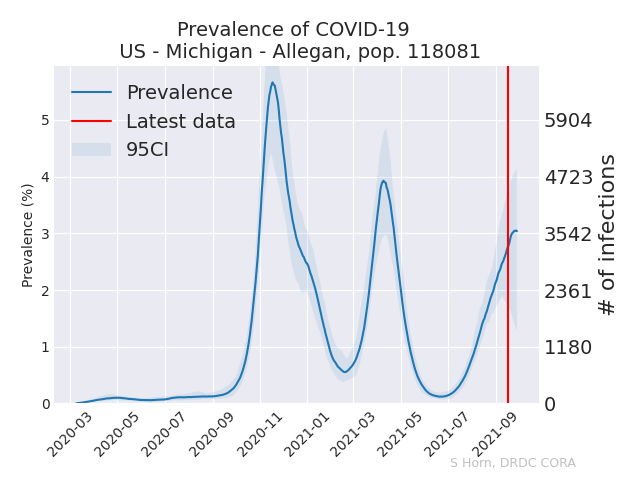 Prevalence of COVID-19
US - Michigan - Allegan, pop. 118081
Prevalence
Latest data
95CI
Prevalence (%)
5
4
3
2
1
0
5904
4723
3542
2361
1180
0
# of infections
2020-03
2020-05
2020-07
2020-09
2020-11
2021-01
2021-03
2021-05
2021-07
2021-09
S Horn, DRDC CORA